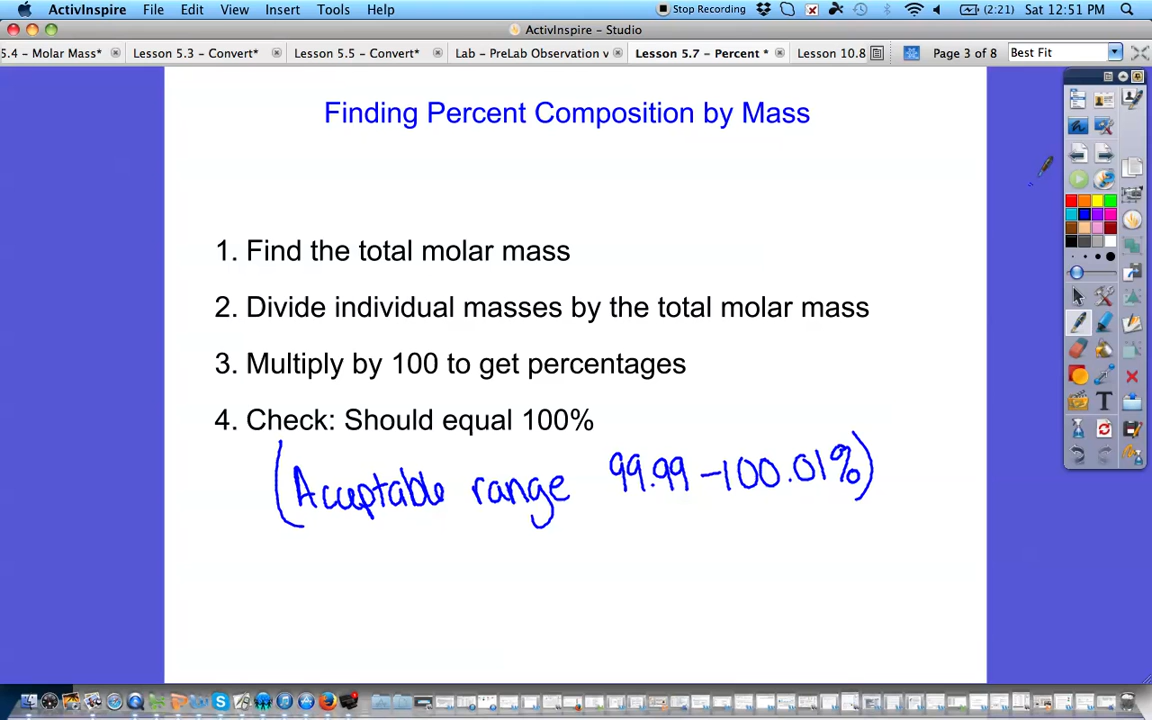 ActivInspire File Edit View Insert Tools Help Stop Recording (2:21) Sat 12:51 PM
ActivInspire – Studio
5.4 – Molar Mass* Lesson 5.3 – Convert* Lesson 5.5 – Convert* Lab – PreLab Observation v Lesson 5.7 – Percent * Lesson 10.8 Page 3 of 8 Best Fit
Finding Percent Composition by Mass
1. Find the total molar mass
2. Divide individual masses by the total molar mass
3. Multiply by 100 to get percentages
4. Check: Should equal 100%
(Acceptable range 99.99 – 100.01%)